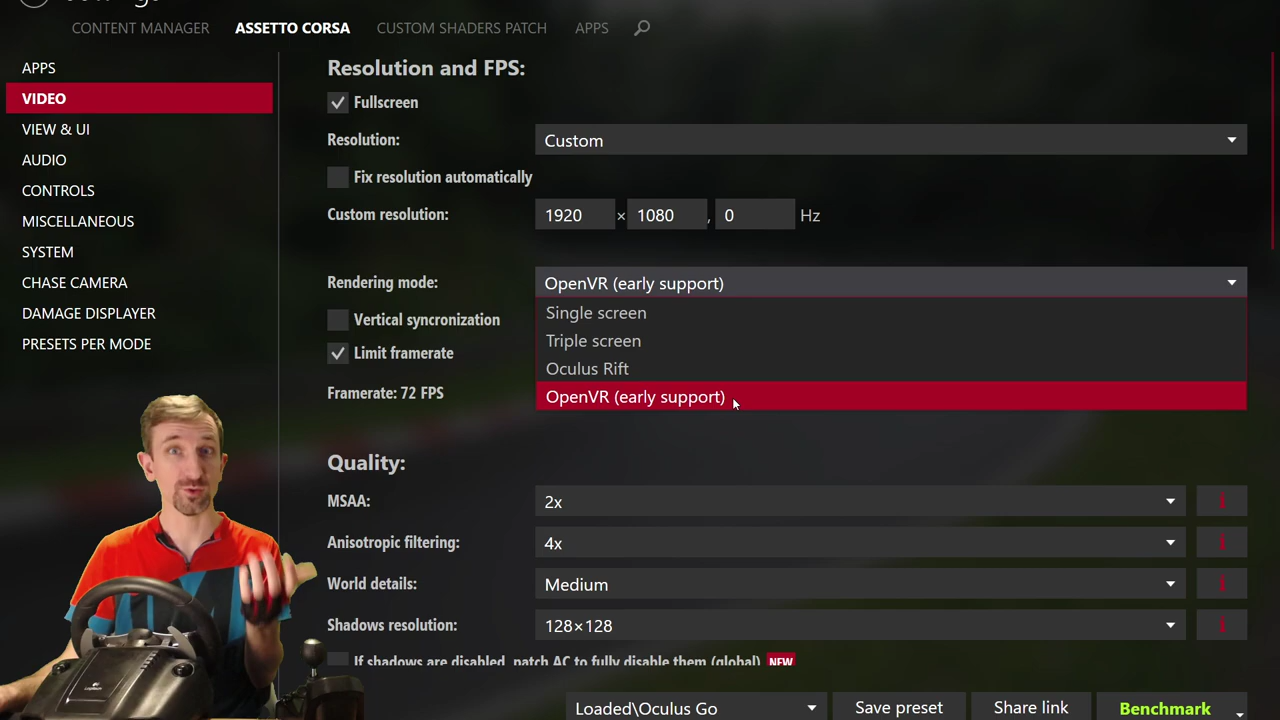 CONTENT MANAGER ASSETTO CORSA CUSTOM SHADERS PATCH APPS
APPS
VIDEO
VIEW & UI
AUDIO
CONTROLS
MISCELLANEOUS
SYSTEM
CHASE CAMERA
DAMAGE DISPLAYER
PRESETS PER MODE
Resolution and FPS:
Fullscreen
Resolution: Custom
Fix resolution automatically
Custom resolution: 1920 × 1080 , 0 Hz
Rendering mode: OpenVR (early support)
Single screen
Vertical syncronization
Triple screen
Limit framerate
Oculus Rift
Framerate: 72 FPS
OpenVR (early support)
Quality:
MSAA: 2x
Anisotropic filtering: 4x
World details: Medium
Shadows resolution: 128×128
If shadows are disabled, patch AC to fully disable them (global) NEW
Loaded\Oculus Go Save preset Share link Benchmark
Logitech